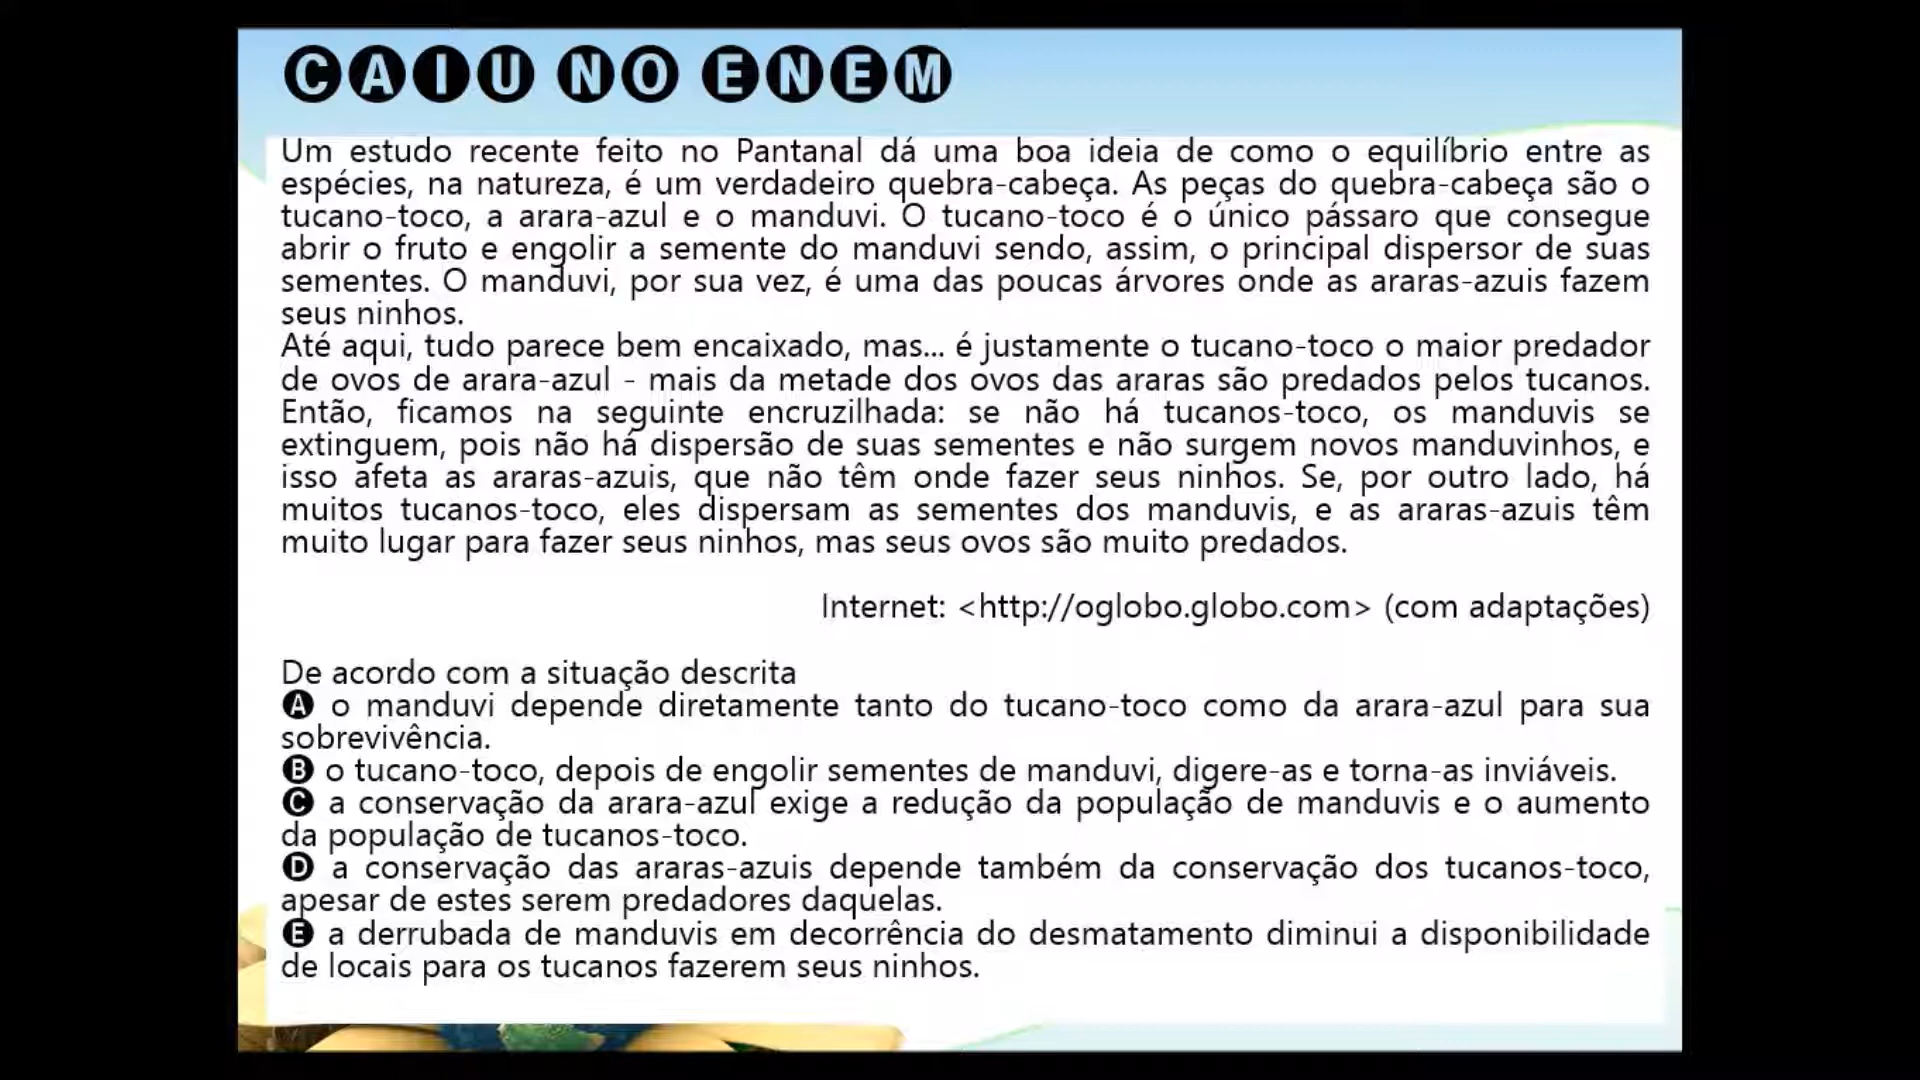 CAIU NO ENEM
Um estudo recente feito no Pantanal dá uma boa ideia de como o equilíbrio entre as
espécies, na natureza, é um verdadeiro quebra-cabeça. As peças do quebra-cabeça são o
tucano-toco, a arara-azul e o manduvi. O tucano-toco é o único pássaro que consegue
abrir o fruto e engolir a semente do manduvi sendo, assim, o principal dispersor de suas
sementes. O manduvi, por sua vez, é uma das poucas árvores onde as araras-azuis fazem
seus ninhos.
Até aqui, tudo parece bem encaixado, mas... é justamente o tucano-toco o maior predador
de ovos de arara-azul - mais da metade dos ovos das araras são predados pelos tucanos.
Então, ficamos na seguinte encruzilhada: se não há tucanos-toco, os manduvis se
extinguem, pois não há dispersão de suas sementes e não surgem novos manduvinhos, e
isso afeta as araras-azuis, que não têm onde fazer seus ninhos. Se, por outro lado, há
muitos tucanos-toco, eles dispersam as sementes dos manduvis, e as araras-azuis têm
muito lugar para fazer seus ninhos, mas seus ovos são muito predados.
Internet: <http://oglobo.globo.com> (com adaptações)
De acordo com a situação descrita
A o manduvi depende diretamente tanto do tucano-toco como da arara-azul para sua
sobrevivência.
B o tucano-toco, depois de engolir sementes de manduvi, digere-as e torna-as inviáveis.
C a conservação da arara-azul exige a redução da população de manduvis e o aumento
da população de tucanos-toco.
D a conservação das araras-azuis depende também da conservação dos tucanos-toco,
apesar de estes serem predadores daquelas.
E a derrubada de manduvis em decorrência do desmatamento diminui a disponibilidade
de locais para os tucanos fazerem seus ninhos.